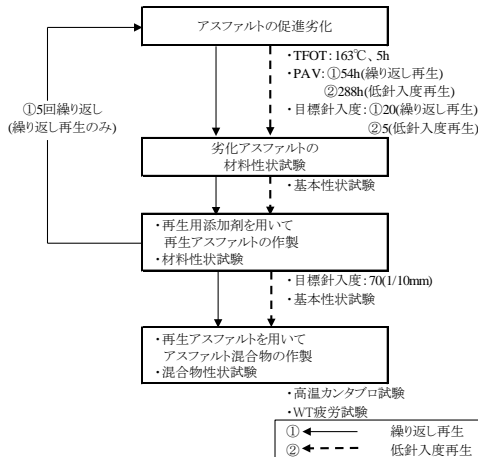 アスファルトの促進劣化
・TFOT：163℃、5h
・PAV：①54h(繰り返し再生)
②288h(低針入度再生)
・目標針入度：①20(繰り返し再生)
②5(低針入度再生)
①5回繰り返し
(繰り返し再生のみ)
劣化アスファルトの
材料性状試験
・基本性状試験
・再生用添加剤を用いて
再生アスファルトの作製
・材料性状試験
・目標針入度：70(1/10mm)
・基本性状試験
・再生アスファルトを用いて
アスファルト混合物の作製
・混合物性状試験
・高温カンタブロ試験
・WT疲労試験
① 繰り返し再生
② 低針入度再生